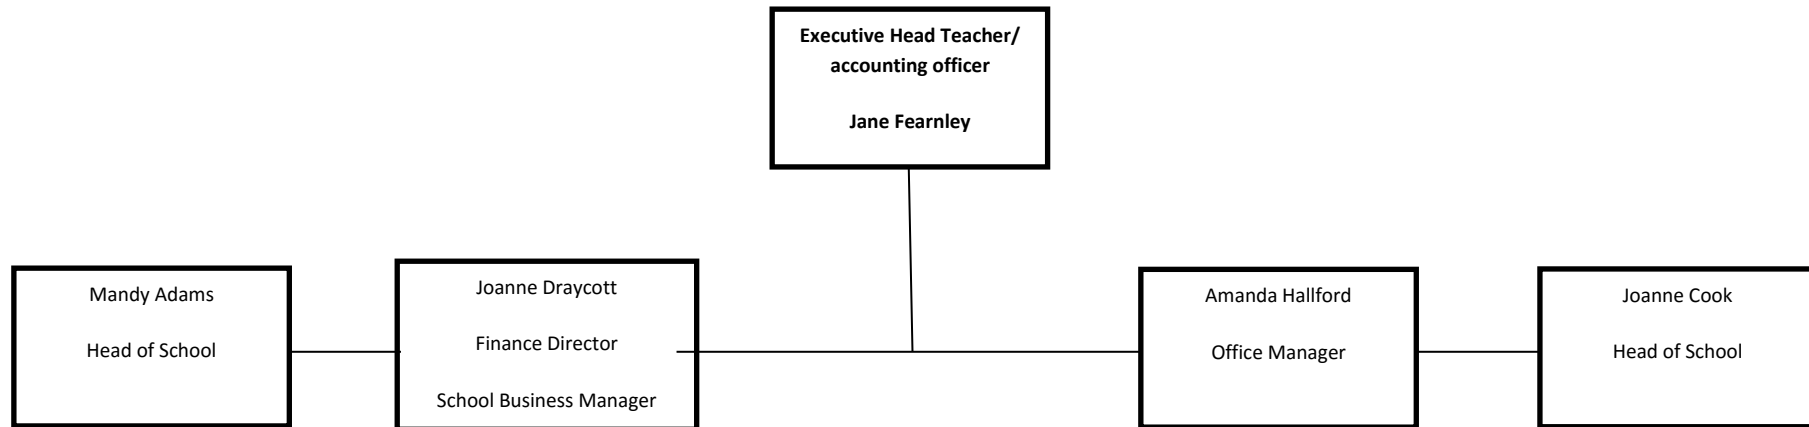 Executive Head Teacher/
accounting officer
Jane Fearnley
Mandy Adams
Head of School
Joanne Draycott
Finance Director
School Business Manager
Amanda Hallford
Office Manager
Joanne Cook
Head of School